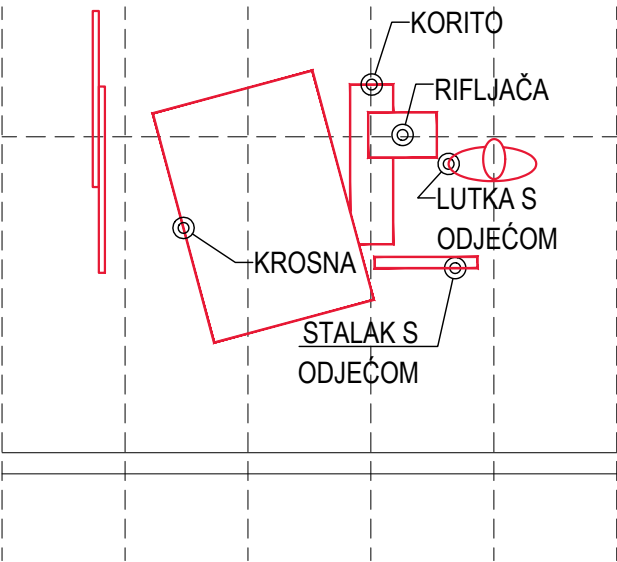 KORITO
RIFLJAČA
LUTKA S
ODJEĆOM
KROSNA
STALAK S
ODJEĆOM